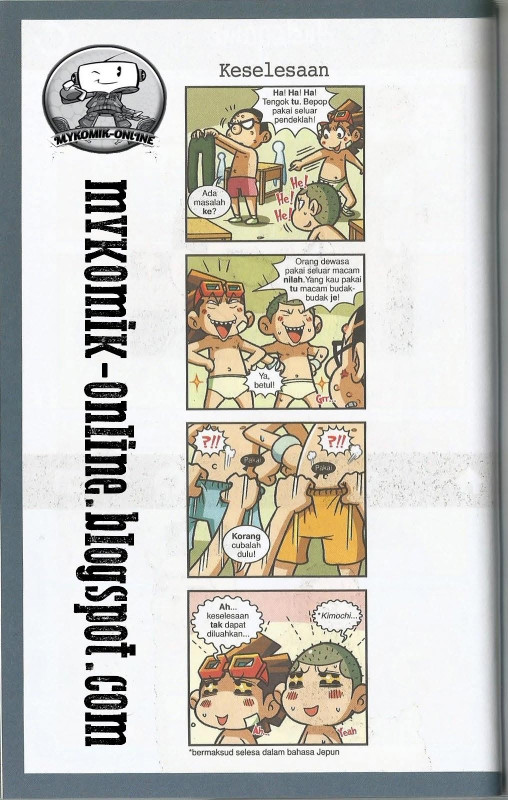 MYKOMIK-ONLINE
mykomik-online.blogspot.com
Keselesaan
Ha! Ha! Ha!
Tengok tu. Bepop
pakai seluar
pendeklah!
Ada
masalah
ke?
He!
He!
He!
Orang dewasa
pakai seluar macam
nilah. Yang kau pakai
tu macam budak-
budak je!
Ya,
betul!
Grr!
?!!
?!!
Pakai
Pakai
Korang
cubalah
dulu!
Ah...
keselesaan
tak dapat
diluahkan...
*Kimochi...
Ah
Yeah
*bermaksud selesa dalam bahasa Jepun